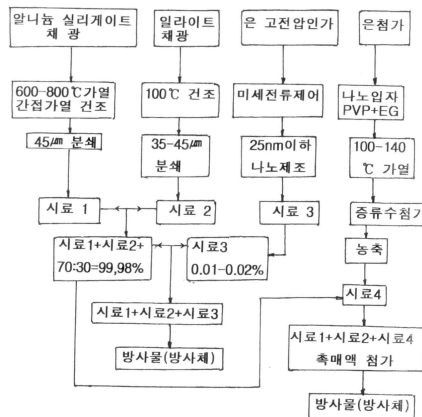 알니늄 실리게이트
채 광
일라이트
채광
은 고전압인가
은첨가
600-800℃가열
간접가열 건조
100℃ 건조
미세전류제어
나노입자
PVP+EG
45㎛ 분쇄
35-45㎛
분쇄
25nm이하
나노제조
100-140
℃ 가열
시료 1
시료 2
시료 3
증류수첨가
시료1+시료2+
70:30=99,98%
시료3
0.01-0.02%
농축
시료4
시료1+시료2+시료3
시료1+시료2+시료4
촉매액 첨가
방사물(방사체)
방사물(방사체)